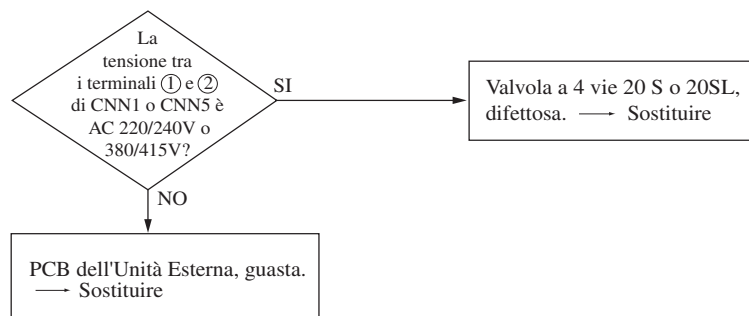 La
tensione tra
i terminali ① e ②
di CNN1 o CNN5 è
AC 220/240V o
380/415V?
SI
Valvola a 4 vie 20 S o 20SL,
difettosa. → Sostituire
NO
PCB dell'Unità Esterna, guasta.
→ Sostituire